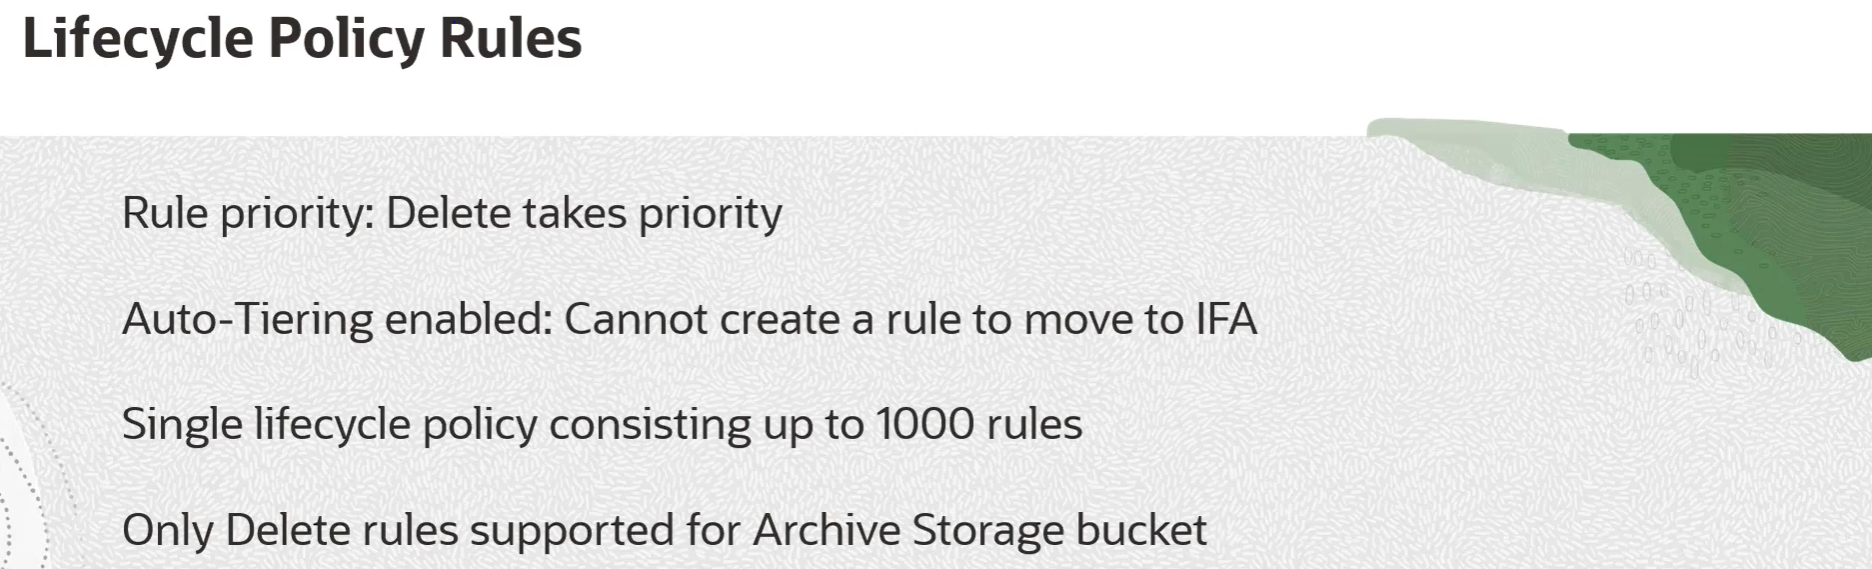 Lifecycle Policy Rules
Rule priority: Delete takes priority
Auto-Tiering enabled: Cannot create a rule to move to IFA
Single lifecycle policy consisting up to 1000 rules
Only Delete rules supported for Archive Storage bucket